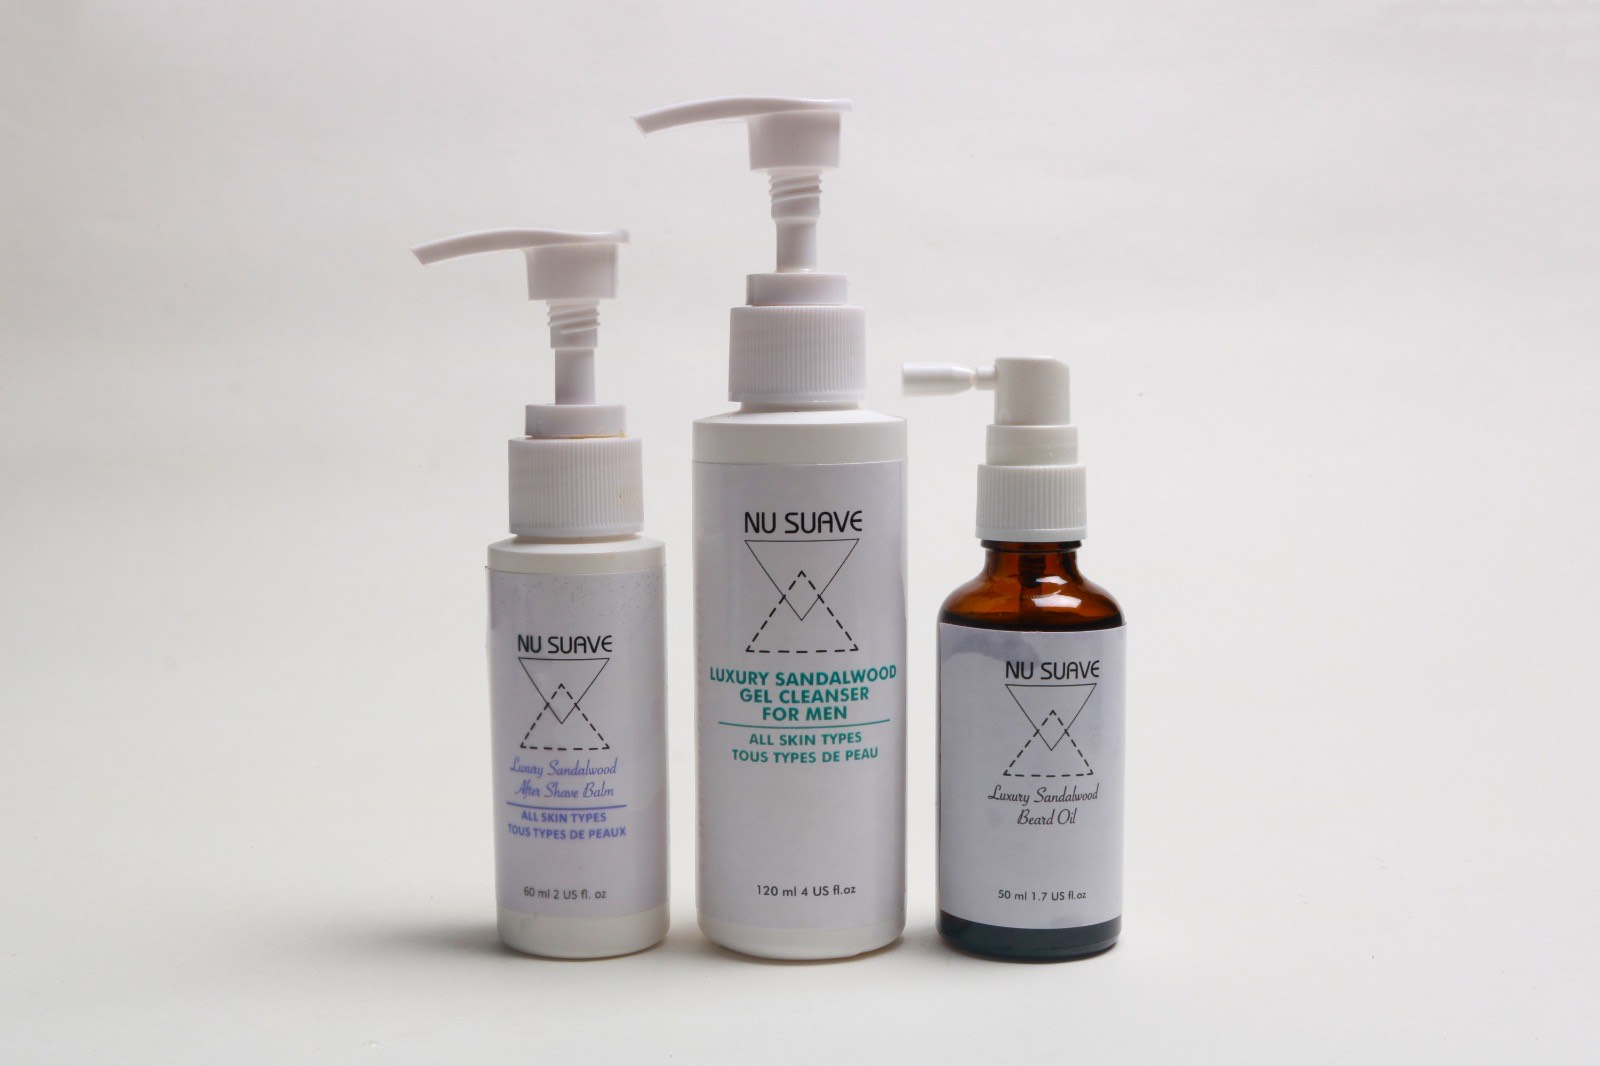 NU SUAVE
Luxury Sandalwood
After Shave Balm
ALL SKIN TYPES
TOUS TYPES DE PEAUX
60 ml 2 US fl. oz
NU SUAVE
LUXURY SANDALWOOD
GEL CLEANSER
FOR MEN
ALL SKIN TYPES
TOUS TYPES DE PEAU
120 ml 4 US fl.oz
NU SUAVE
Luxury Sandalwood
Beard Oil
50 ml 1.7 US fl.oz